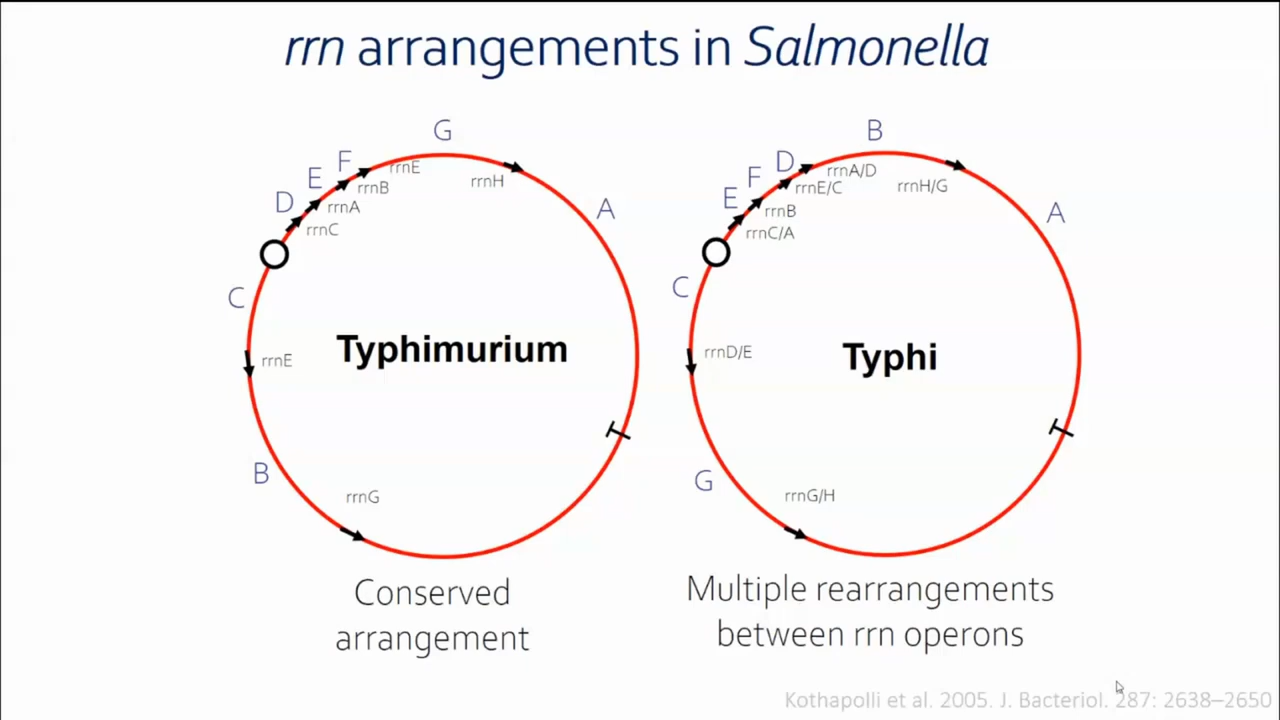 rrn arrangements in Salmonella
G
F
E
D
rrnE
rrnH
rrnB
rrnA
rrnC
A
C
Typhimurium
rrnE
B
rrnG
Conserved
arrangement
B
D
F
E
rrnA/D
rrnH/G
rrnE/C
rrnB
rrnC/A
A
C
rrnD/E
Typhi
G
rrnG/H
Multiple rearrangements
between rrn operons
Kothapolli et al. 2005. J. Bacteriol. 287: 2638–2650